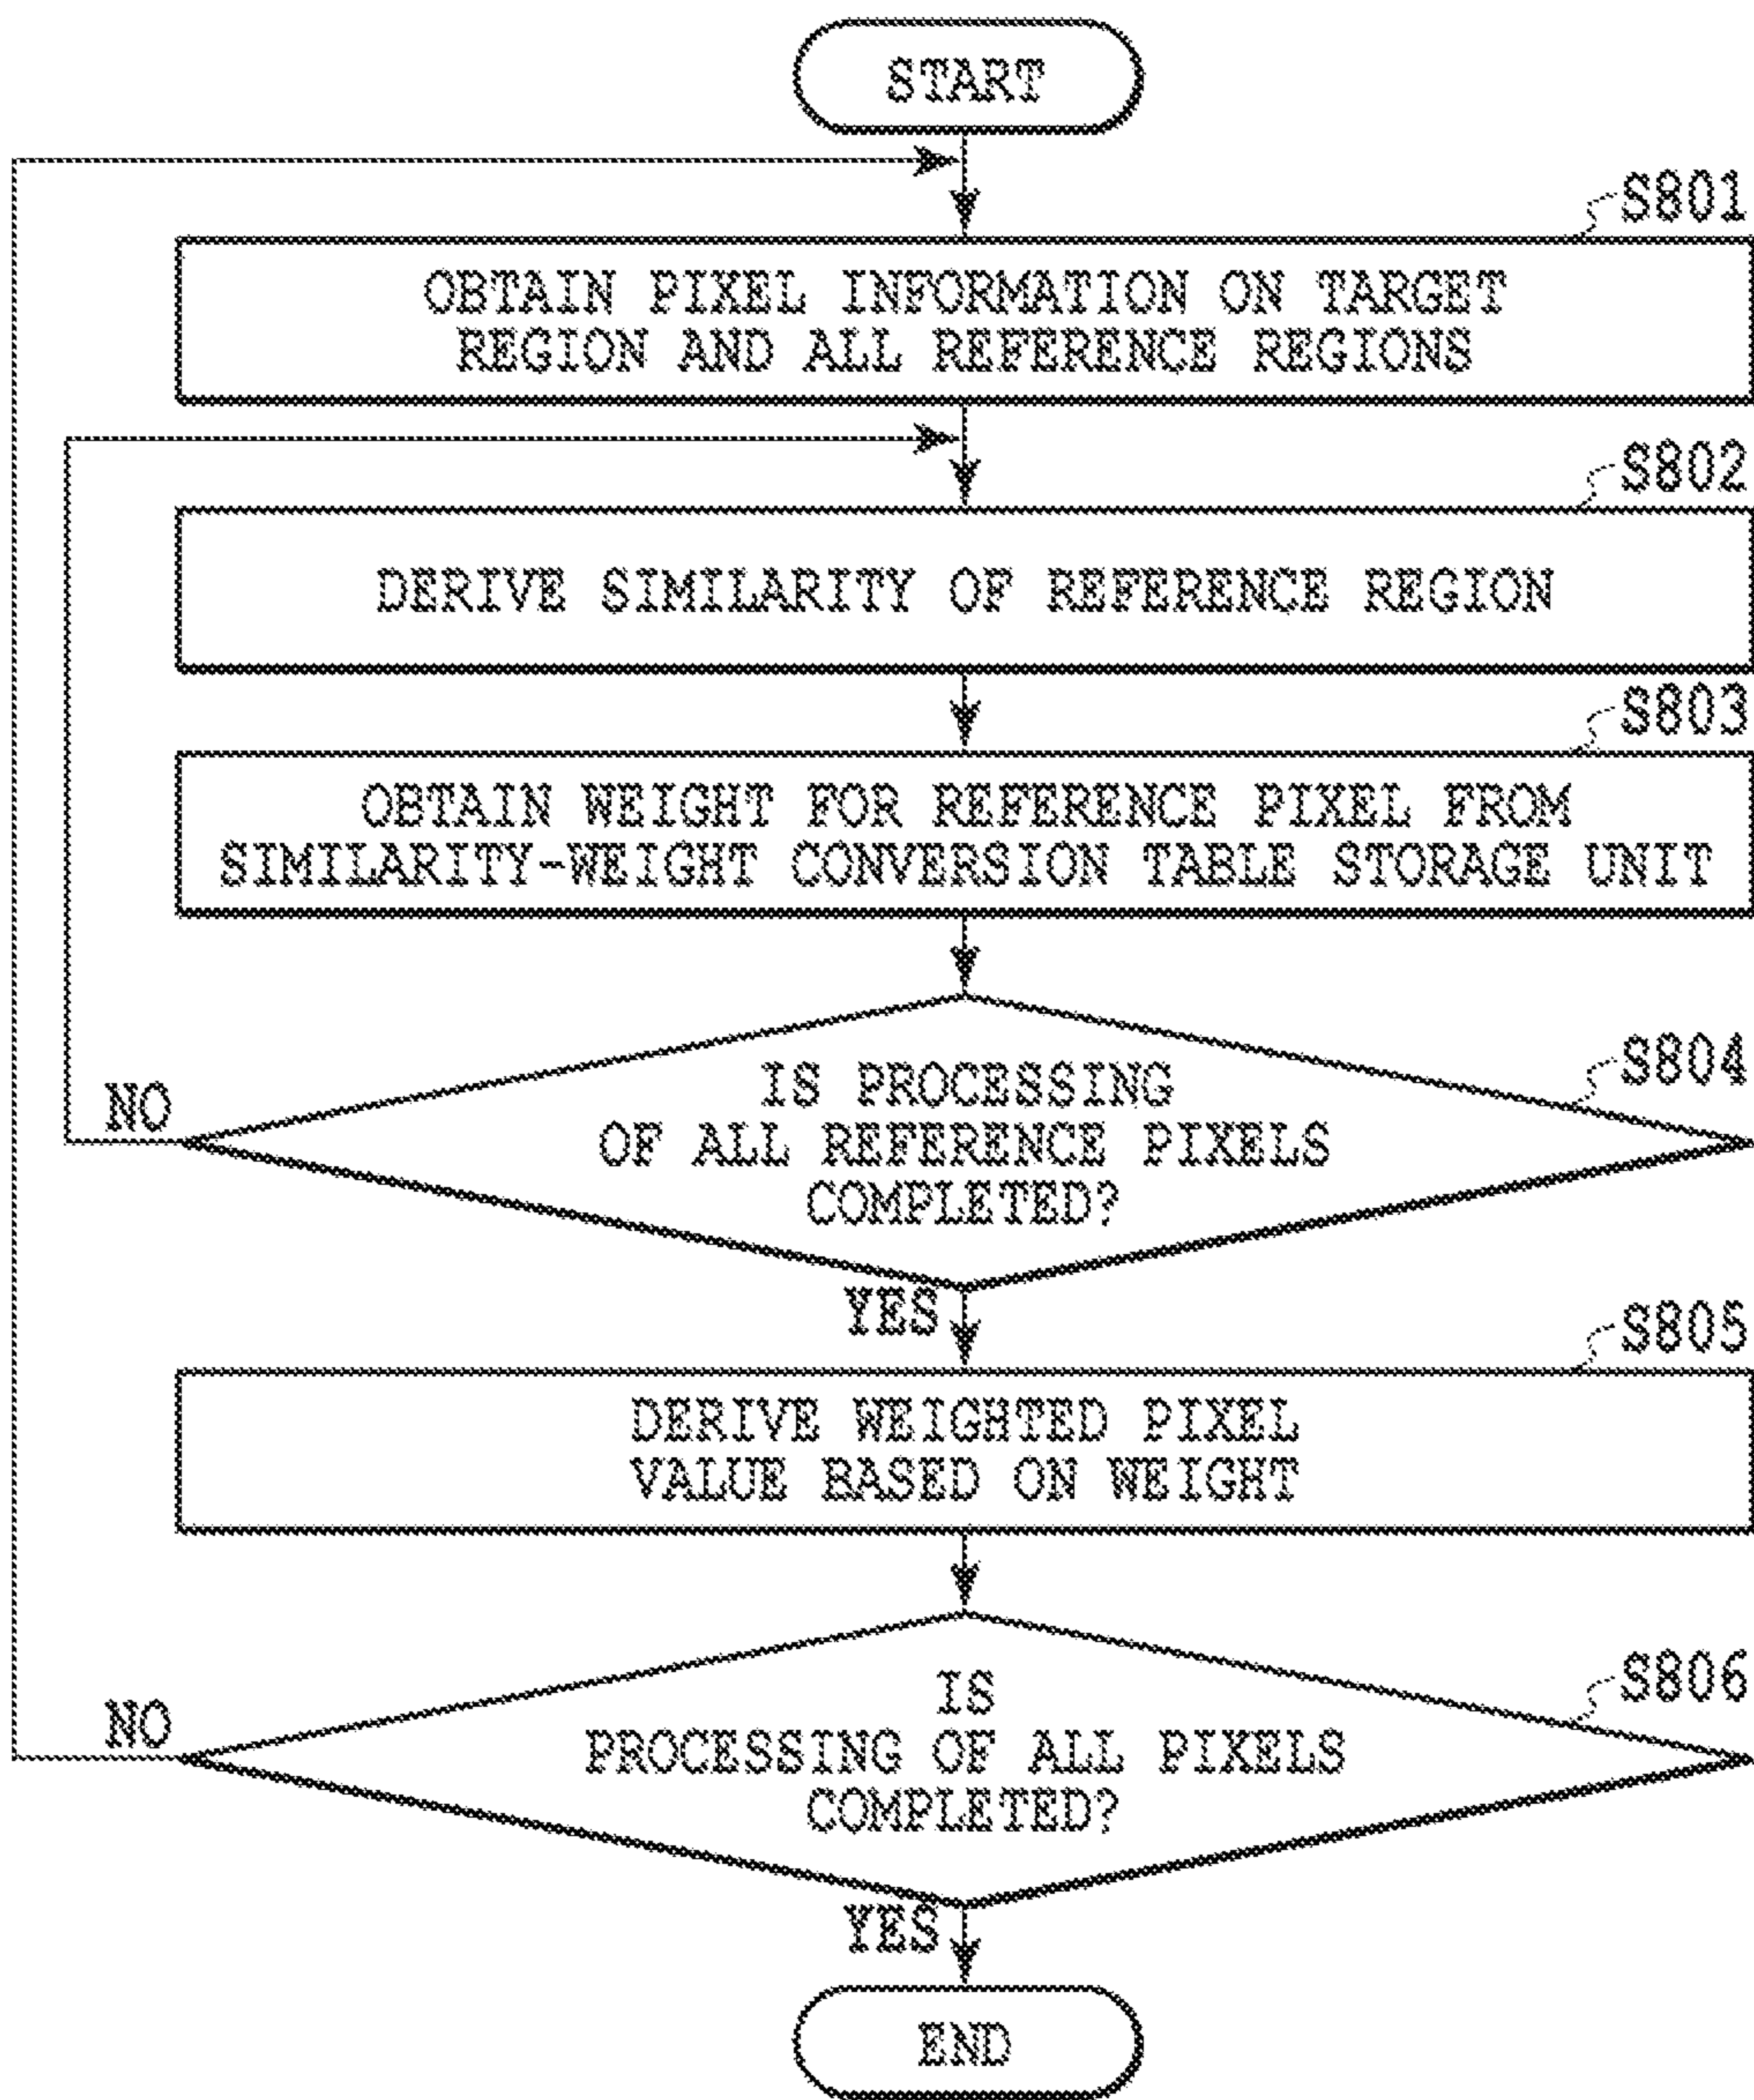 START
S801
OBTAIN PIXEL INFORMATION ON TARGET
REGION AND ALL REFERENCE REGIONS
S802
DERIVE SIMILARITY OF REFERENCE REGION
S803
OBTAIN WEIGHT FOR REFERENCE PIXEL FROM
SIMILARITY-WEIGHT CONVERSION TABLE STORAGE UNIT
S804
IS PROCESSING
OF ALL REFERENCE PIXELS
COMPLETED?
NO
YES
S805
DERIVE WEIGHTED PIXEL
VALUE BASED ON WEIGHT
S806
IS
PROCESSING OF ALL PIXELS
COMPLETED?
NO
YES
END